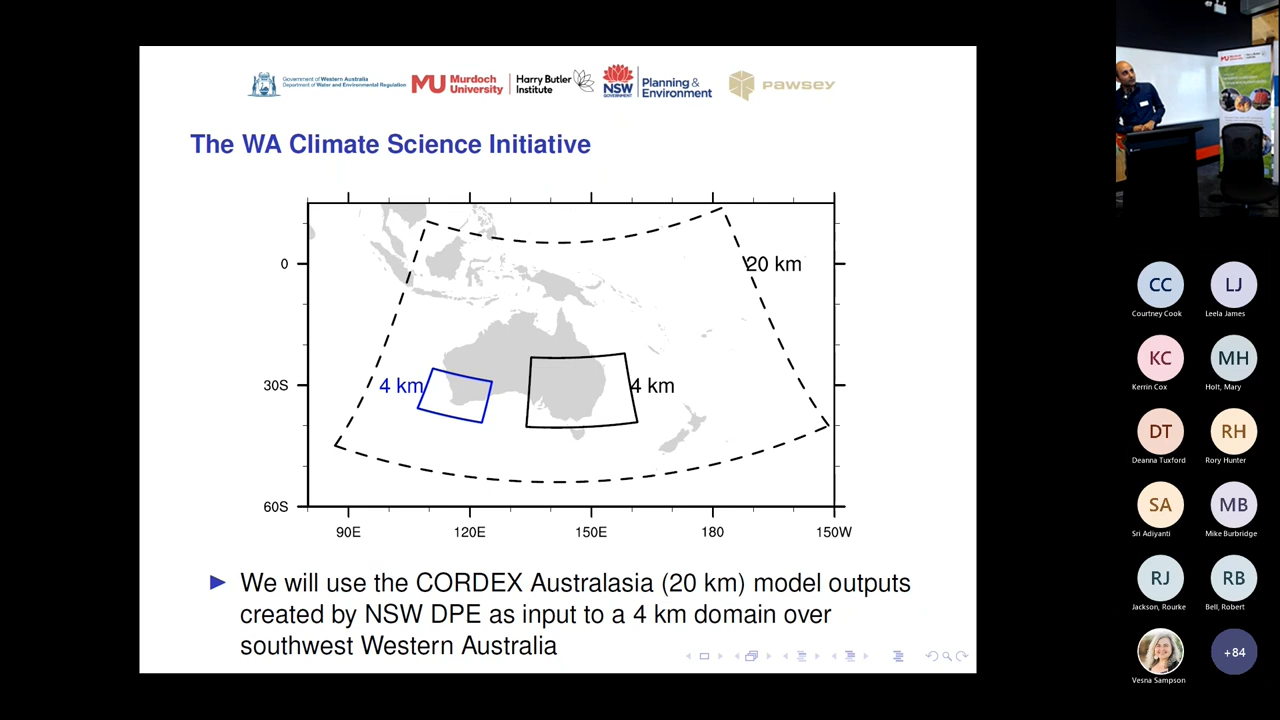 Government of Western Australia
Department of Water and Environmental Regulation
MU Murdoch University
Harry Butler Institute
NSW GOVERNMENT
Planning & Environment
PAWSEY
The WA Climate Science Initiative
20 km
4 km
4 km
0
30S
60S
90E 120E 150E 180 150W
► We will use the CORDEX Australasia (20 km) model outputs
created by NSW DPE as input to a 4 km domain over
southwest Western Australia
CC LJ
Courtney Cook Leela James
KC MH
Kerrin Cox Holt, Mary
DT RH
Deanna Tuxford Rory Hunter
SA MB
Sri Adiyanti Mike Burbridge
RJ RB
Jackson, Rourke Bell, Robert
+84
Vesna Sampson